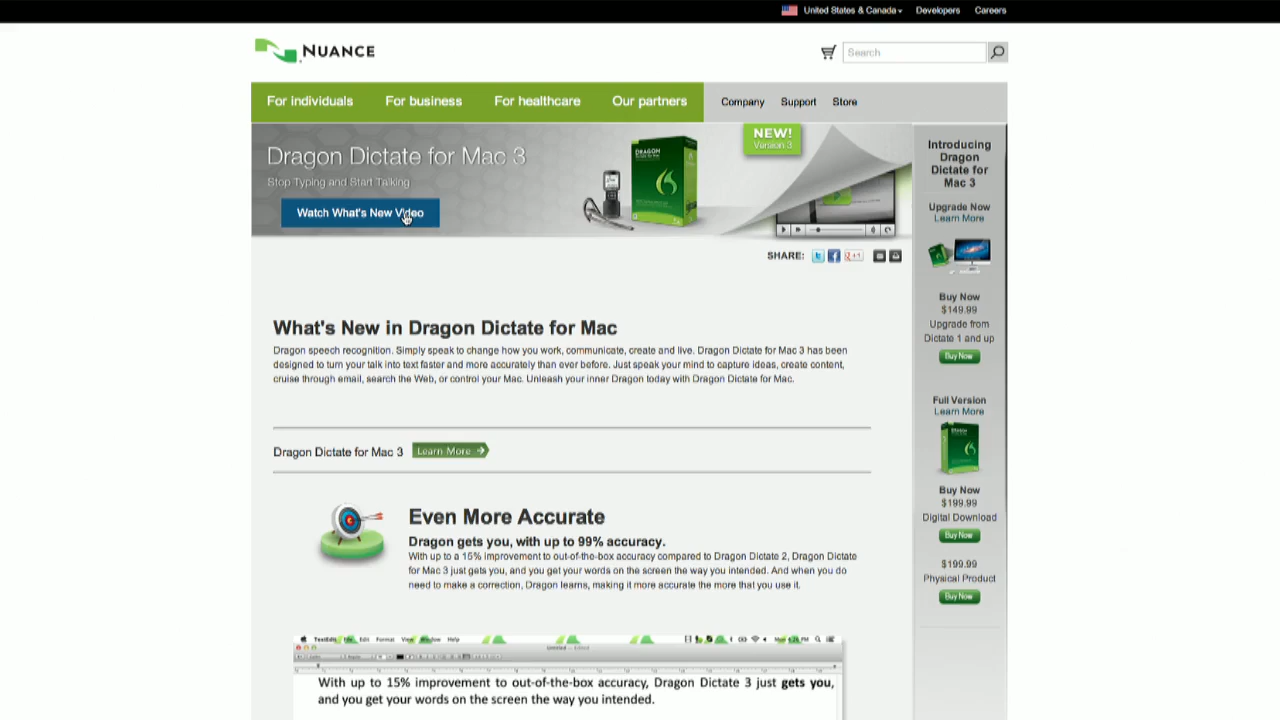 United States & Canada
Developers
Careers
NUANCE
Search
For individuals
For business
For healthcare
Our partners
Company
Support
Store
Dragon Dictate for Mac 3
Stop Typing and Start Talking
Watch What's New Video
DRAGON
NEW!
Version 3
SHARE:
What's New in Dragon Dictate for Mac
Dragon speech recognition. Simply speak to change how you work, communicate, create and live. Dragon Dictate for Mac 3 has been
designed to turn your talk into text faster and more accurately than ever before. Just speak your mind to capture ideas, create content,
cruise through email, search the Web, or control your Mac. Unleash your inner Dragon today with Dragon Dictate for Mac.
Dragon Dictate for Mac 3
Learn More
Even More Accurate
Dragon gets you, with up to 99% accuracy.
With up to a 15% improvement to out-of-the-box accuracy compared to Dragon Dictate 2, Dragon Dictate
for Mac 3 just gets you, and you get your words on the screen the way you intended. And when you do
need to make a correction, Dragon learns, making it more accurate the more that you use it.
TextEdit File Edit Format View Window Help
With up to 15% improvement to out-of-the-box accuracy, Dragon Dictate 3 just gets you,
and you get your words on the screen the way you intended.
Introducing
Dragon
Dictate for
Mac 3
Upgrade Now
Learn More
Buy Now
$149.99
Upgrade from
Dictate 1 and up
Buy Now
Full Version
Learn More
Buy Now
$199.99
Digital Download
Buy Now
$199.99
Physical Product
Buy Now